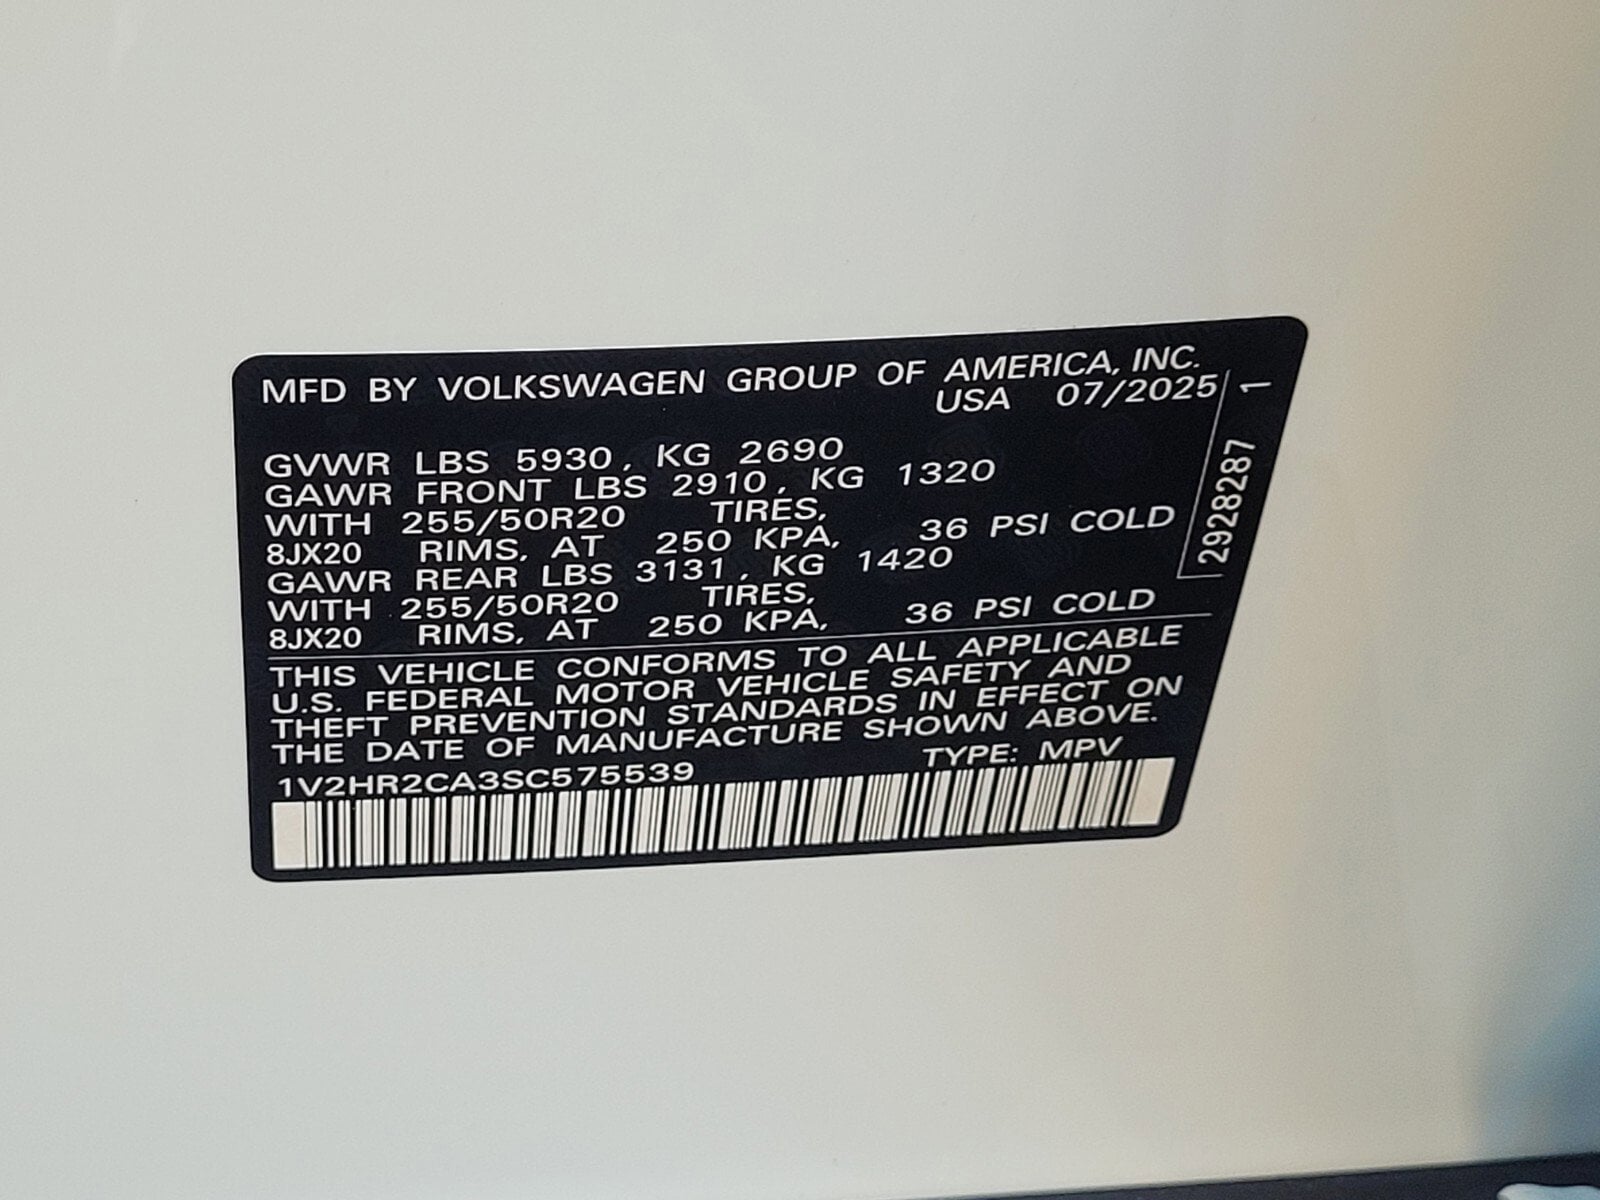 MFD BY VOLKSWAGEN GROUP OF AMERICA, INC.
USA 07/2025
GVWR LBS 5930, KG 2690
GAWR FRONT LBS 2910, KG 1320
WITH 255/50R20 TIRES,
8JX20 RIMS, AT 250 KPA, 36 PSI COLD
GAWR REAR LBS 3131, KG 1420
WITH 255/50R20 TIRES,
8JX20 RIMS, AT 250 KPA, 36 PSI COLD
THIS VEHICLE CONFORMS TO ALL APPLICABLE
U.S. FEDERAL MOTOR VEHICLE SAFETY AND
THEFT PREVENTION STANDARDS IN EFFECT ON
THE DATE OF MANUFACTURE SHOWN ABOVE.
1V2HR2CA3SC575539 TYPE: MPV
2928287 1